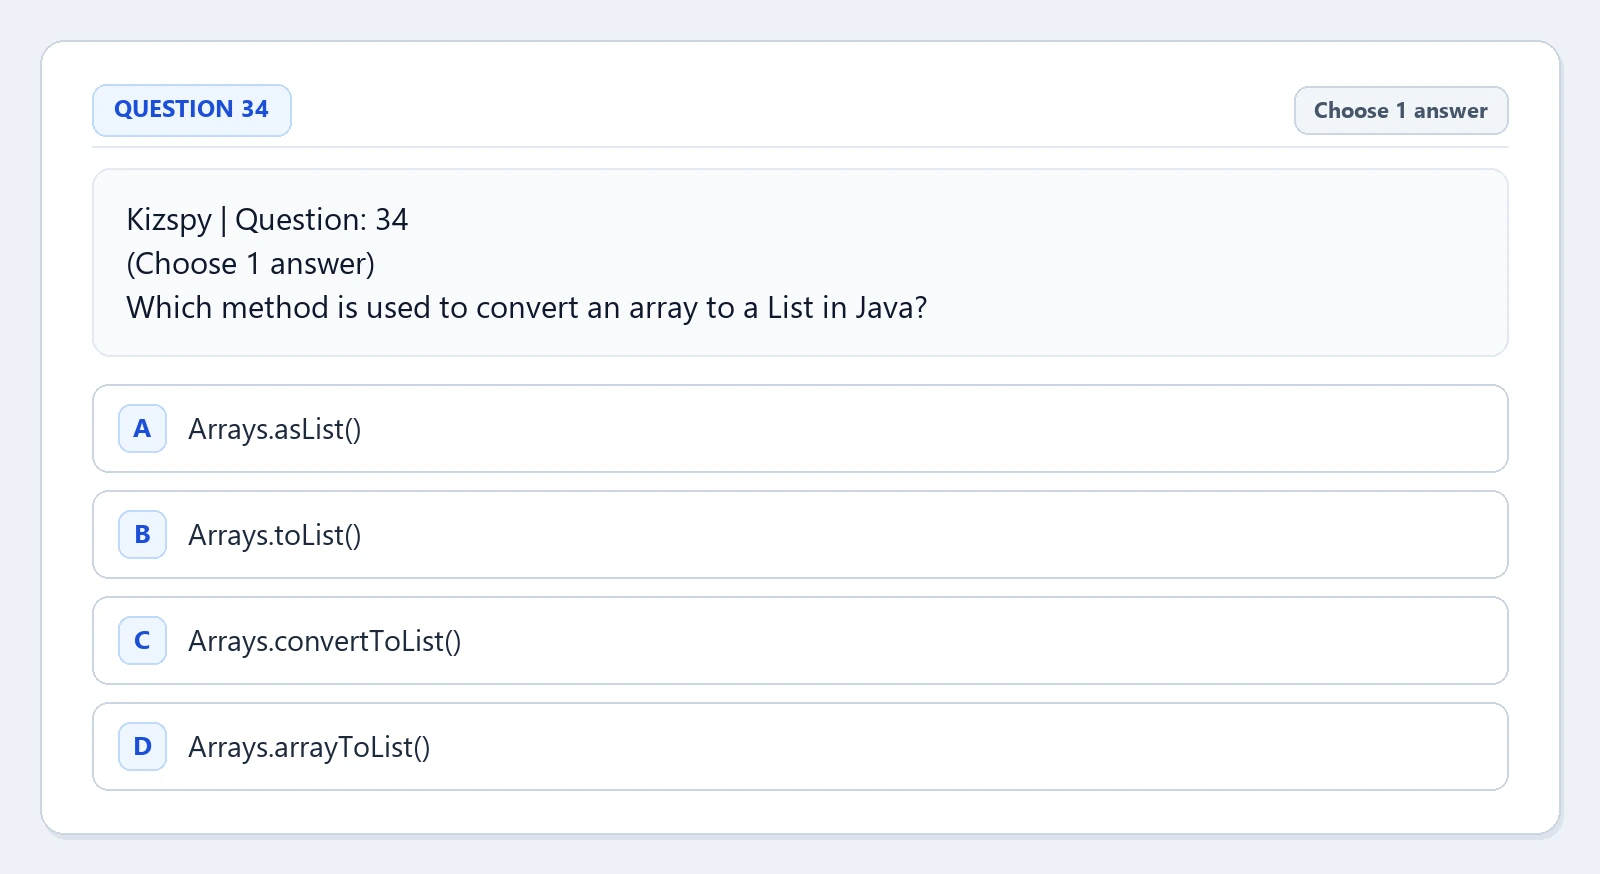 QUESTION 34
Choose 1 answer
Kizspy | Question: 34
(Choose 1 answer)
Which method is used to convert an array to a List in Java?
A Arrays.asList()
B Arrays.toList()
C Arrays.convertToList()
D Arrays.arrayToList()